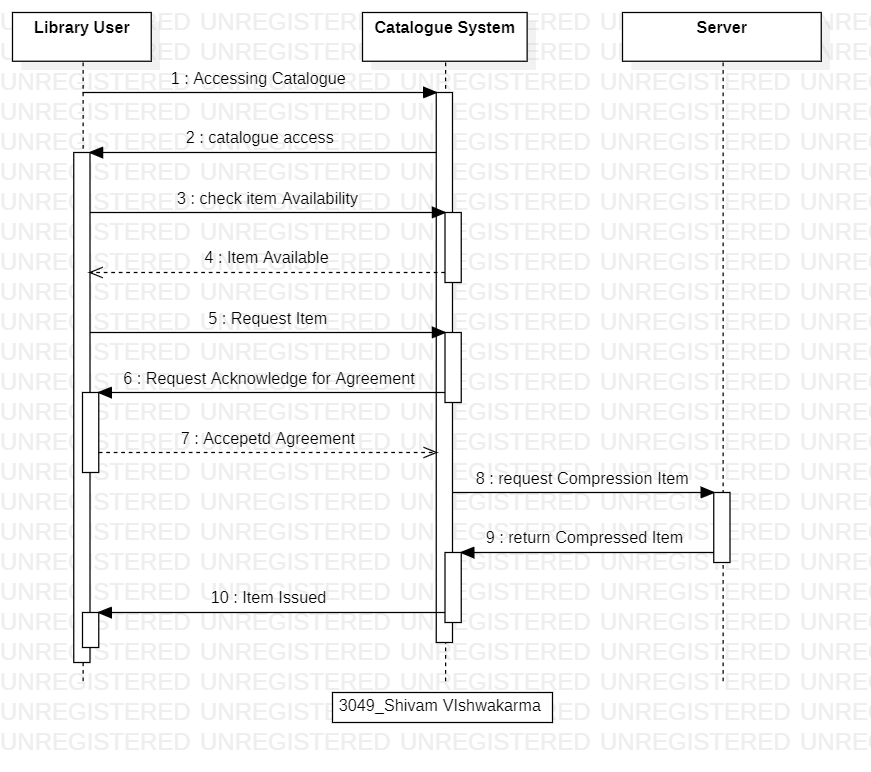 Library User
Catalogue System
Server
1 : Accessing Catalogue
2 : catalogue access
3 : check item Availability
4 : Item Available
5 : Request Item
6 : Request Acknowledge for Agreement
7 : Accepetd Agreement
8 : request Compression Item
9 : return Compressed Item
10 : Item Issued
3049_Shivam VIshwakarma
UNREGISTERED